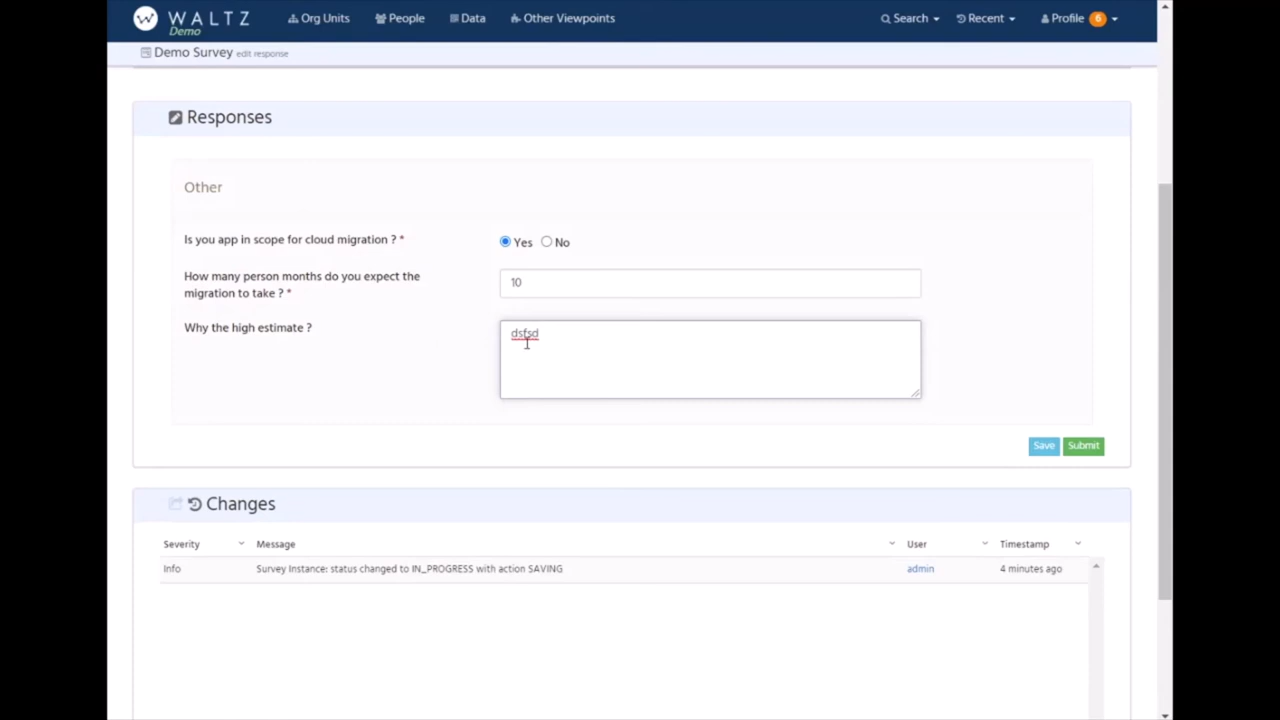 WALTZ Demo Org Units People Data Other Viewpoints Search Recent Profile 6
Demo Survey edit response
Responses
Other
Is you app in scope for cloud migration ? * Yes No
How many person months do you expect the
migration to take ? * 10
Why the high estimate ? dsfsd
Save Submit
Changes
Severity Message User Timestamp
Info Survey Instance: status changed to IN_PROGRESS with action SAVING admin 4 minutes ago